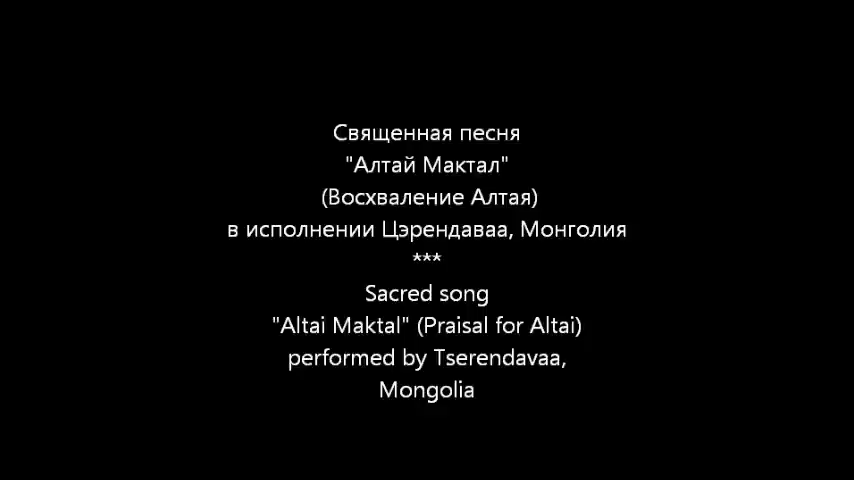 Священная песня
"Алтай Мактал"
(Восхваление Алтая)
в исполнении Цэрендаваа, Монголия
***
Sacred song
"Altai Maktal" (Praisal for Altai)
performed by Tserendavaa,
Mongolia